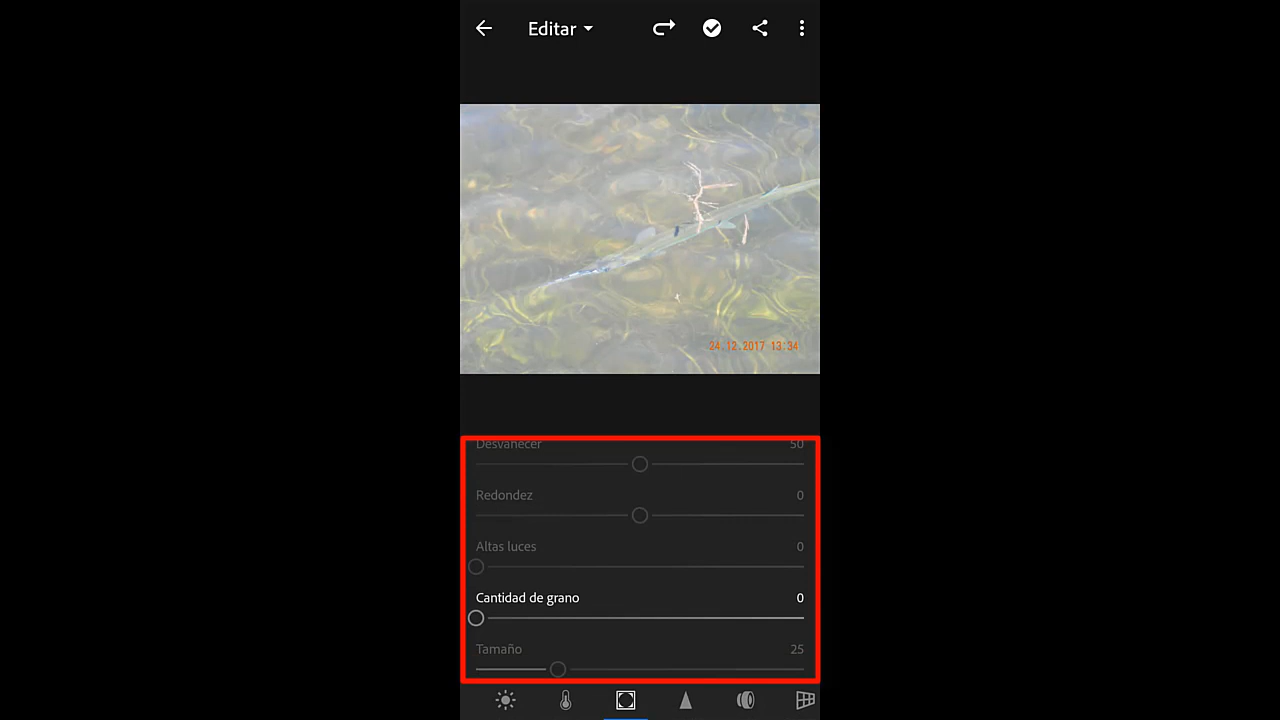 Editar
24.12.2017 13:34
Desvanecer 50
Redondez 0
Altas luces 0
Cantidad de grano 0
Tamaño 25